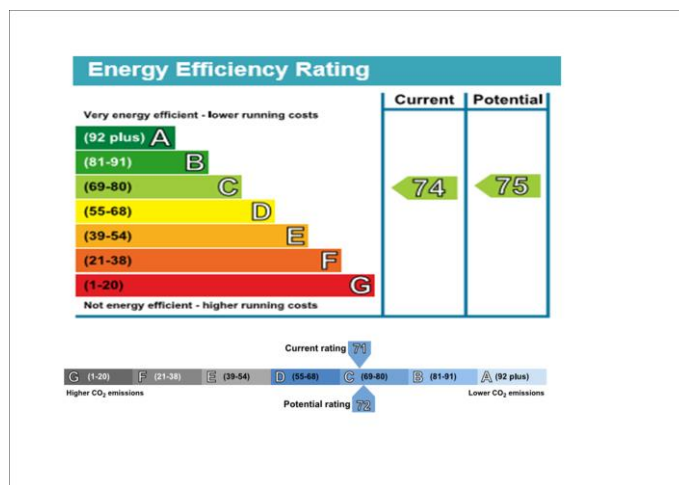 Energy Efficiency Rating
Current Potential
Very energy efficient - lower running costs
(92 plus) A
(81-91) B
(69-80) C 74 75
(55-68) D
(39-54) E
(21-38) F
(1-20) G
Not energy efficient - higher running costs
Current rating 71
G (1-20) F (21-38) E (39-54) D (55-68) C (69-80) B (81-91) A (92 plus)
Higher CO₂ emissions Lower CO₂ emissions
Potential rating 72